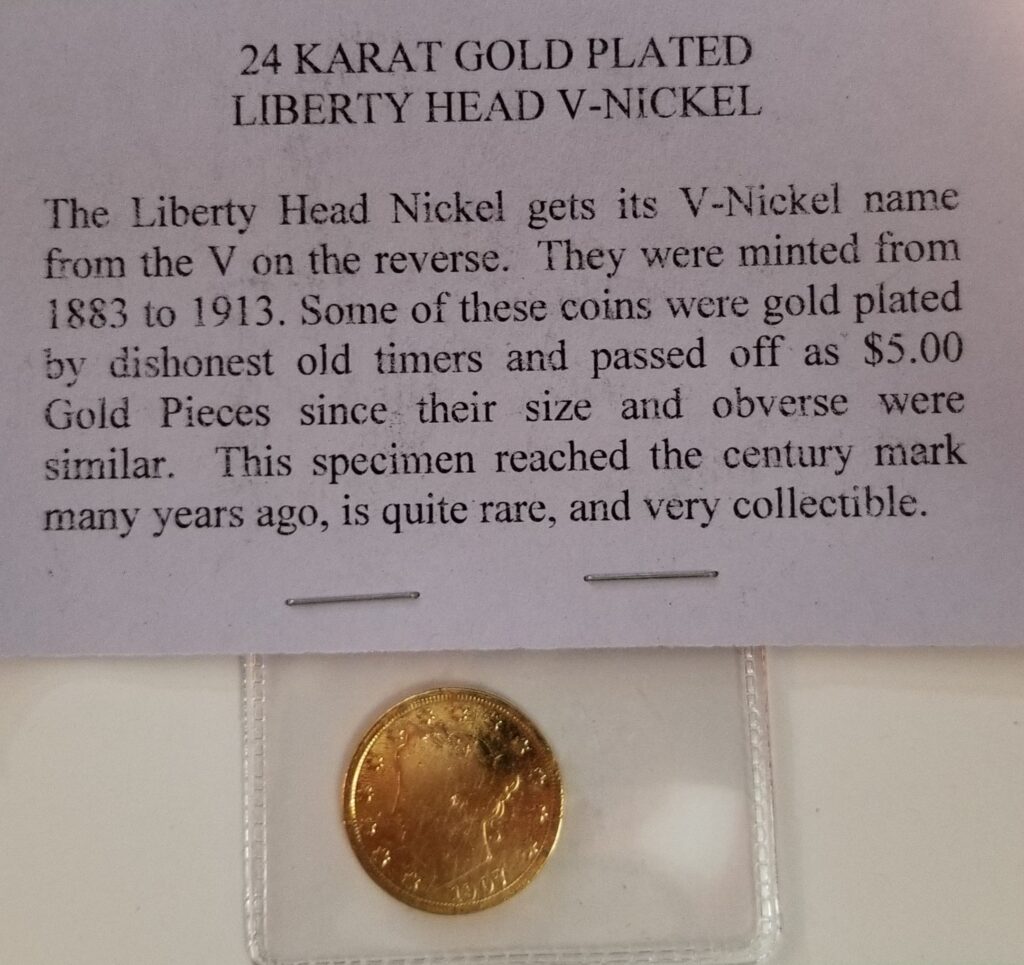 24 KARAT GOLD PLATED
LIBERTY HEAD V-NICKEL
The Liberty Head Nickel gets its V-Nickel name
from the V on the reverse. They were minted from
1883 to 1913. Some of these coins were gold plated
by dishonest old timers and passed off as $5.00
Gold Pieces since their size and obverse were
similar. This specimen reached the century mark
many years ago, is quite rare, and very collectible.
1907